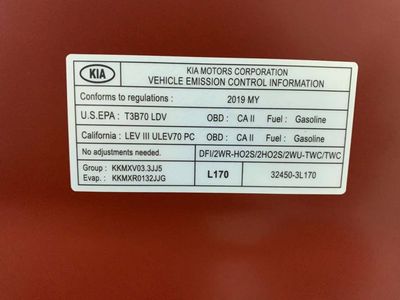 KIA
KIA MOTORS CORPORATION
VEHICLE EMISSION CONTROL INFORMATION
Conforms to regulations : 2019 MY
U.S.EPA : T3B70 LDV OBD : CA II Fuel : Gasoline
California : LEV III ULEV70 PC OBD : CA II Fuel : Gasoline
No adjustments needed. DFI/2WR-HO2S/2HO2S/2WU-TWC/TWC
Group : KKMXV03.3JJ5
Evap. : KKMXR0132JJG
L170
32450-3L170